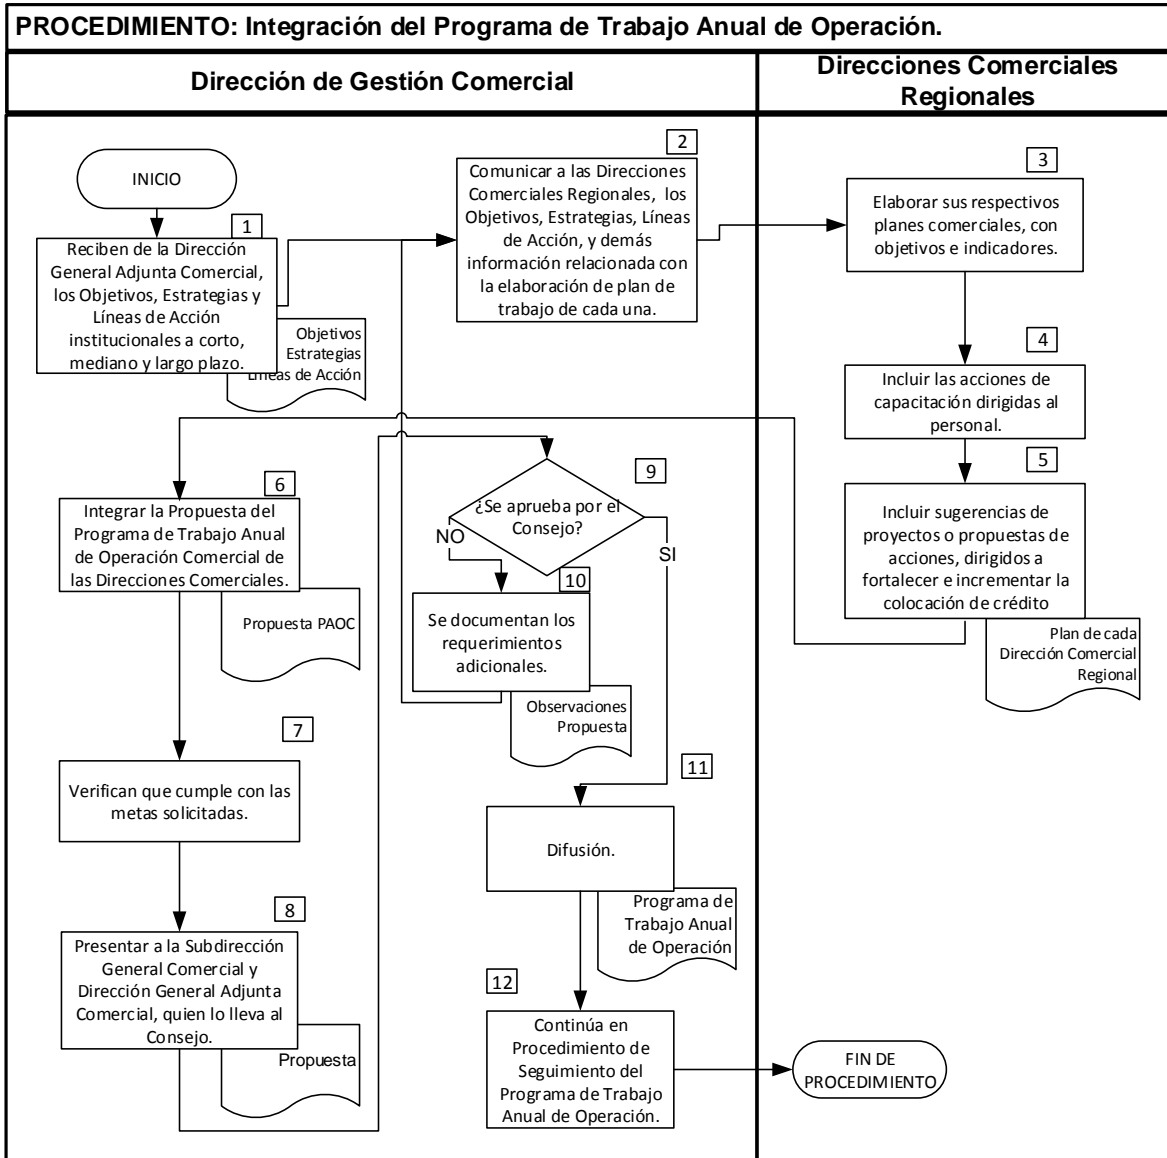 PROCEDIMIENTO: Integración del Programa de Trabajo Anual de Operación.
Dirección de Gestión Comercial
Direcciones Comerciales
Regionales
INICIO
1
Reciben de la Dirección
General Adjunta Comercial,
los Objetivos, Estrategias y
Líneas de Acción
institucionales a corto,
mediano y largo plazo.
Objetivos
Estrategias
Líneas de Acción
2
Comunicar a las Direcciones
Comerciales Regionales, los
Objetivos, Estrategias, Líneas
de Acción, y demás
información relacionada con
la elaboración de plan de
trabajo de cada una.
3
Elaborar sus respectivos
planes comerciales, con
objetivos e indicadores.
4
Incluir las acciones de
capacitación dirigidas al
personal.
5
Incluir sugerencias de
proyectos o propuestas de
acciones, dirigidos a
fortalecer e incrementar la
colocación de crédito
Plan de cada
Dirección Comercial
Regional
6
Integrar la Propuesta del
Programa de Trabajo Anual
de Operación Comercial de
las Direcciones Comerciales.
Propuesta PAOC
7
Verifican que cumple con las
metas solicitadas.
8
Presentar a la Subdirección
General Comercial y
Dirección General Adjunta
Comercial, quien lo lleva al
Consejo.
Propuesta
9
¿Se aprueba por el
Consejo?
NO
SI
10
Se documentan los
requerimientos
adicionales.
Observaciones
Propuesta
11
Difusión.
Programa de
Trabajo Anual
de Operación
12
Continúa en
Procedimiento de
Seguimiento del
Programa de Trabajo
Anual de Operación.
FIN DE
PROCEDIMIENTO